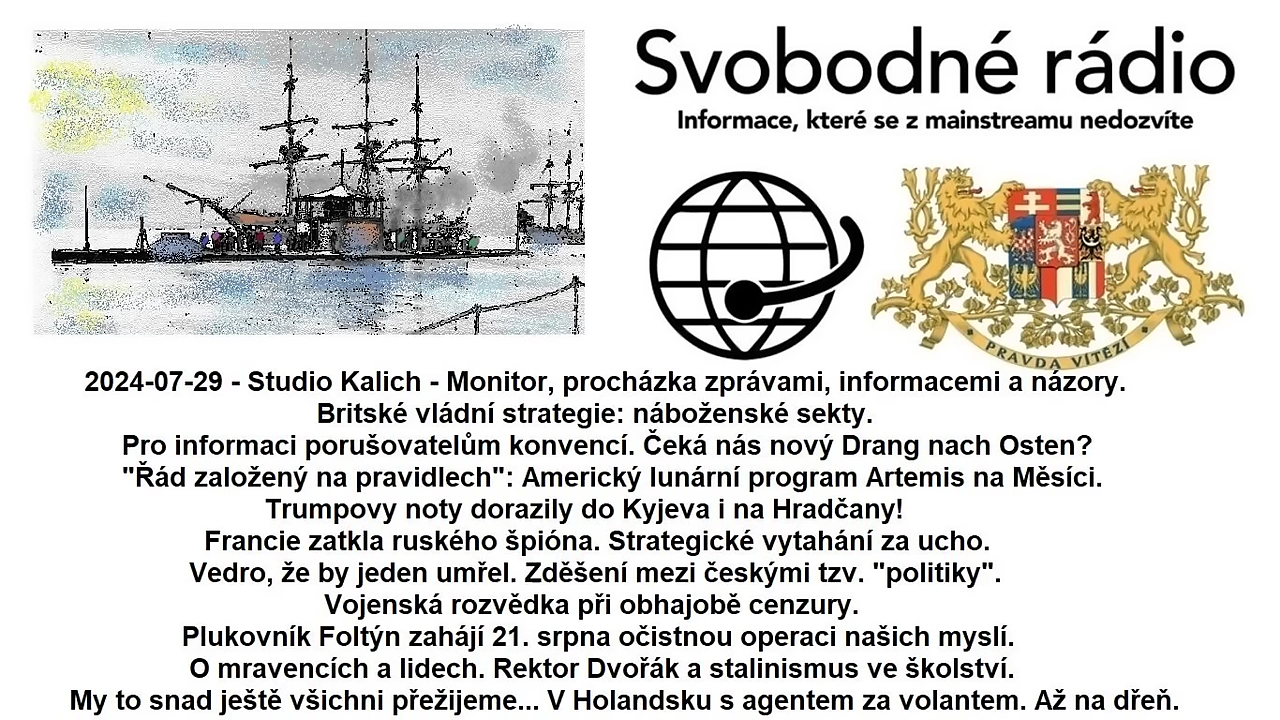 Svobodné rádio
Informace, které se z mainstreamu nedozvíte
PRAVDA VÍTĚZÍ
2024-07-29 - Studio Kalich - Monitor, procházka zprávami, informacemi a názory.
Britské vládní strategie: náboženské sekty.
Pro informaci porušovatelům konvencí. Čeká nás nový Drang nach Osten?
"Řád založený na pravidlech": Americký lunární program Artemis na Měsíci.
Trumpovy noty dorazily do Kyjeva i na Hradčany!
Francie zatkla ruského špióna. Strategické vytahání za ucho.
Vedro, že by jeden umřel. Zděšení mezi českými tzv. "politiky".
Vojenská rozvědka při obhajobě cenzury.
Plukovník Foltýn zahájí 21. srpna očistnou operaci našich myslí.
O mravencích a lidech. Rektor Dvořák a stalinismus ve školství.
My to snad ještě všichni přežijeme... V Holandsku s agentem za volantem. Až na dřeň.